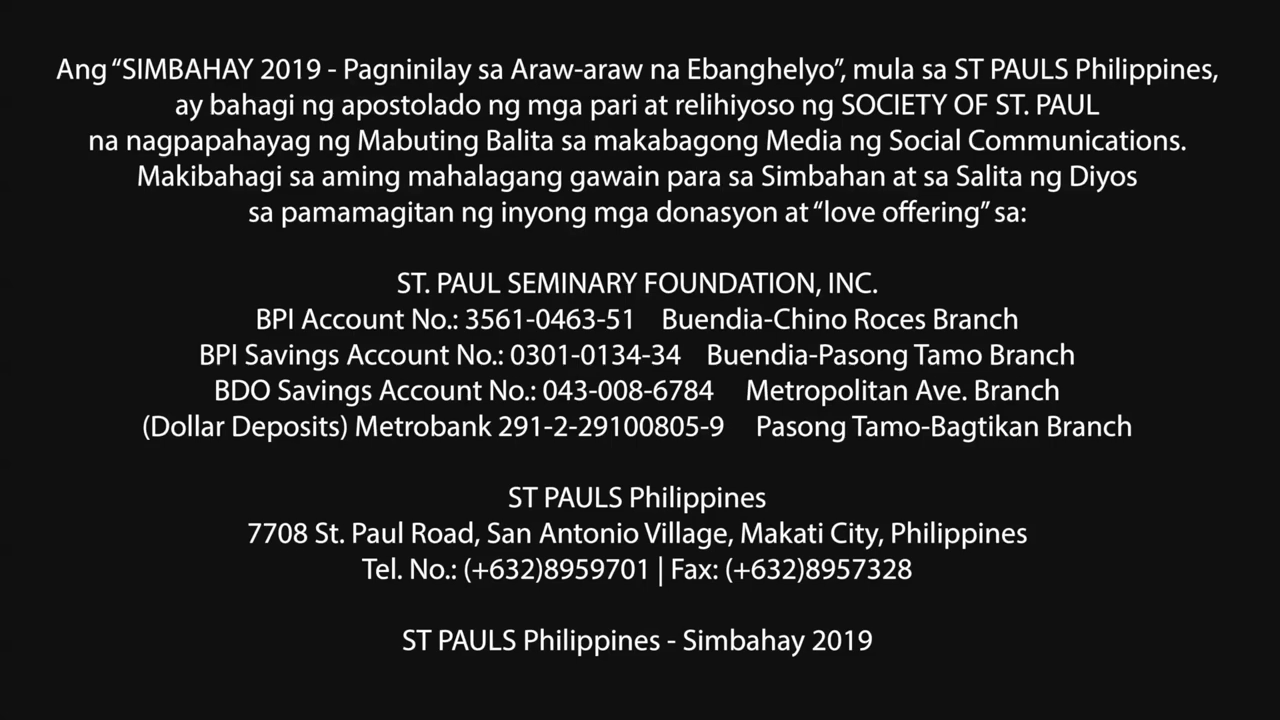 Ang “SIMBAHAY 2019 - Pagninilay sa Araw-araw na Ebanghelyo”, mula sa ST PAULS Philippines,
ay bahagi ng apostolado ng mga pari at relihiyoso ng SOCIETY OF ST. PAUL
na nagpapahayag ng Mabuting Balita sa makabagong Media ng Social Communications.
Makibahagi sa aming mahalagang gawain para sa Simbahan at sa Salita ng Diyos
sa pamamagitan ng inyong mga donasyon at “love offering” sa:
ST. PAUL SEMINARY FOUNDATION, INC.
BPI Account No.: 3561-0463-51 Buendia-Chino Roces Branch
BPI Savings Account No.: 0301-0134-34 Buendia-Pasong Tamo Branch
BDO Savings Account No.: 043-008-6784 Metropolitan Ave. Branch
(Dollar Deposits) Metrobank 291-2-29100805-9 Pasong Tamo-Bagtikan Branch
ST PAULS Philippines
7708 St. Paul Road, San Antonio Village, Makati City, Philippines
Tel. No.: (+632)8959701 | Fax: (+632)8957328
ST PAULS Philippines - Simbahay 2019